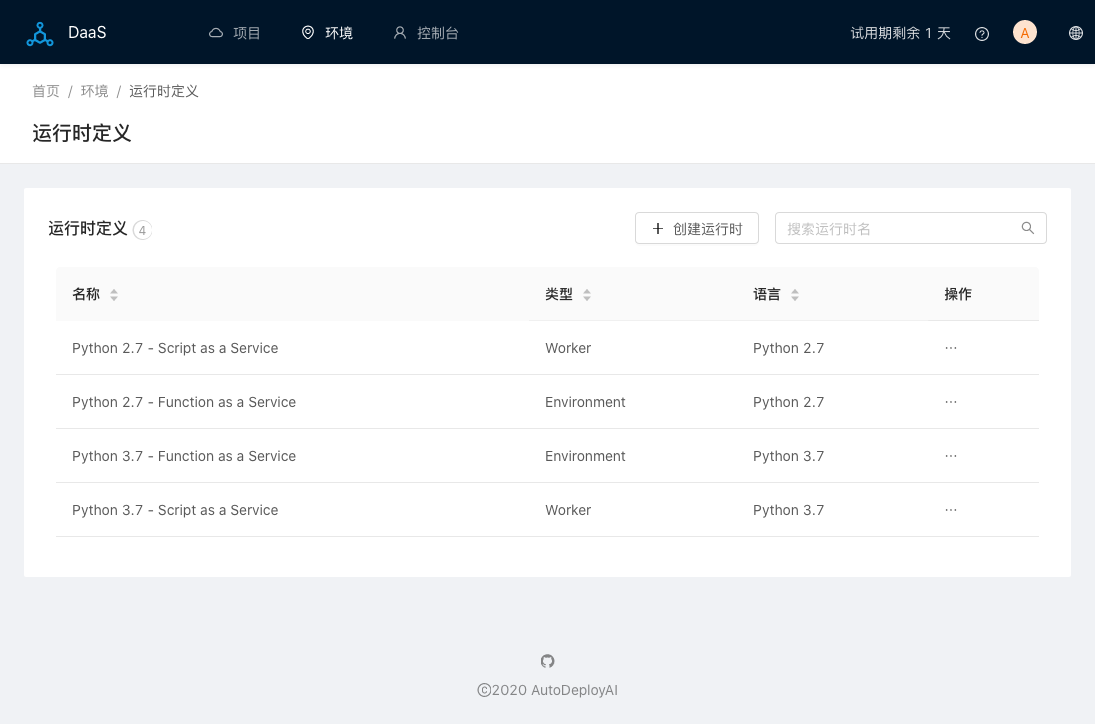 DaaS 项目 环境 控制台 试用期剩余 1 天 A
首页 / 环境 / 运行时定义
运行时定义
运行时定义 4 + 创建运行时 搜索运行时名
名称 类型 语言 操作
Python 2.7 - Script as a Service Worker Python 2.7 ···
Python 2.7 - Function as a Service Environment Python 2.7 ···
Python 3.7 - Function as a Service Environment Python 3.7 ···
Python 3.7 - Script as a Service Worker Python 3.7 ···
©2020 AutoDeployAI